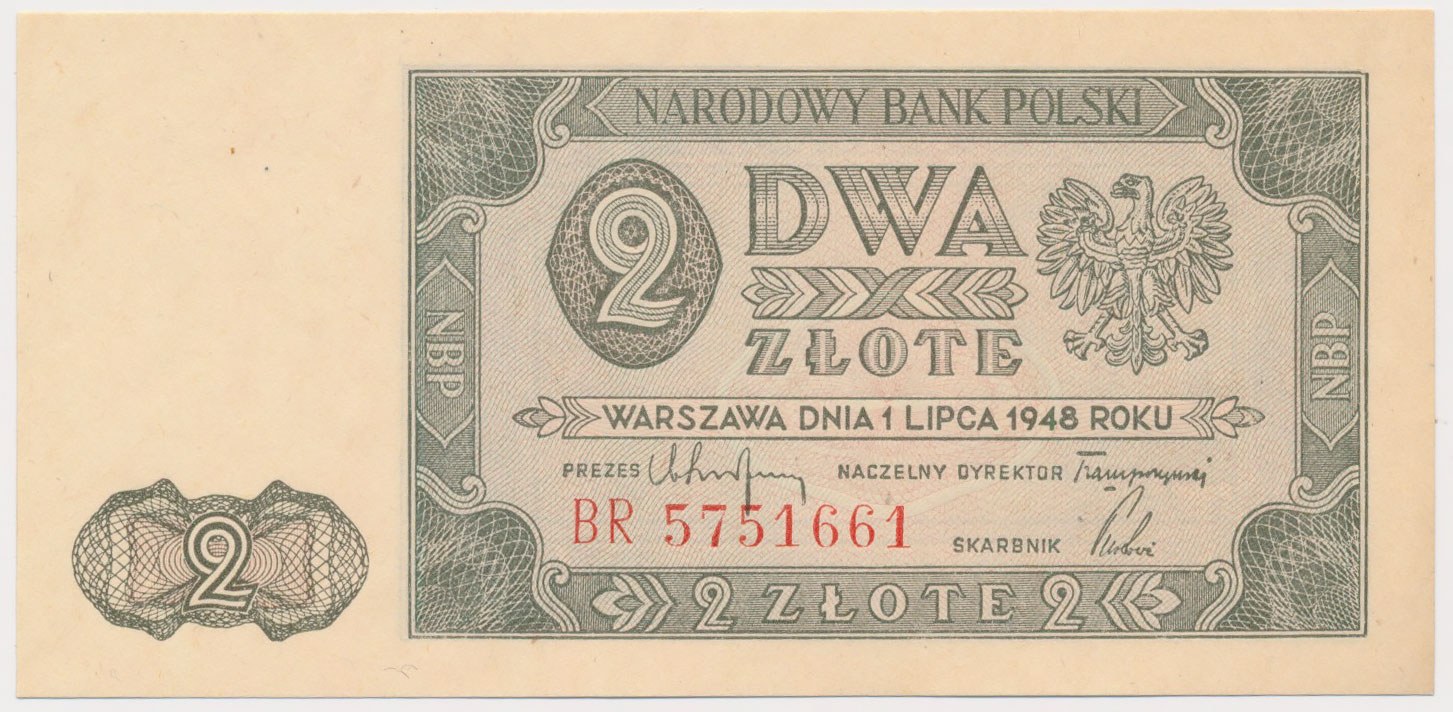 NARODOWY BANK POLSKI
2
DWA
ZŁOTE
NBP
NBP
WARSZAWA DNIA 1 LIPCA 1948 ROKU
PREZES NACZELNY DYREKTOR
BR 5751661
SKARBNIK
2
2 ZŁOTE 2